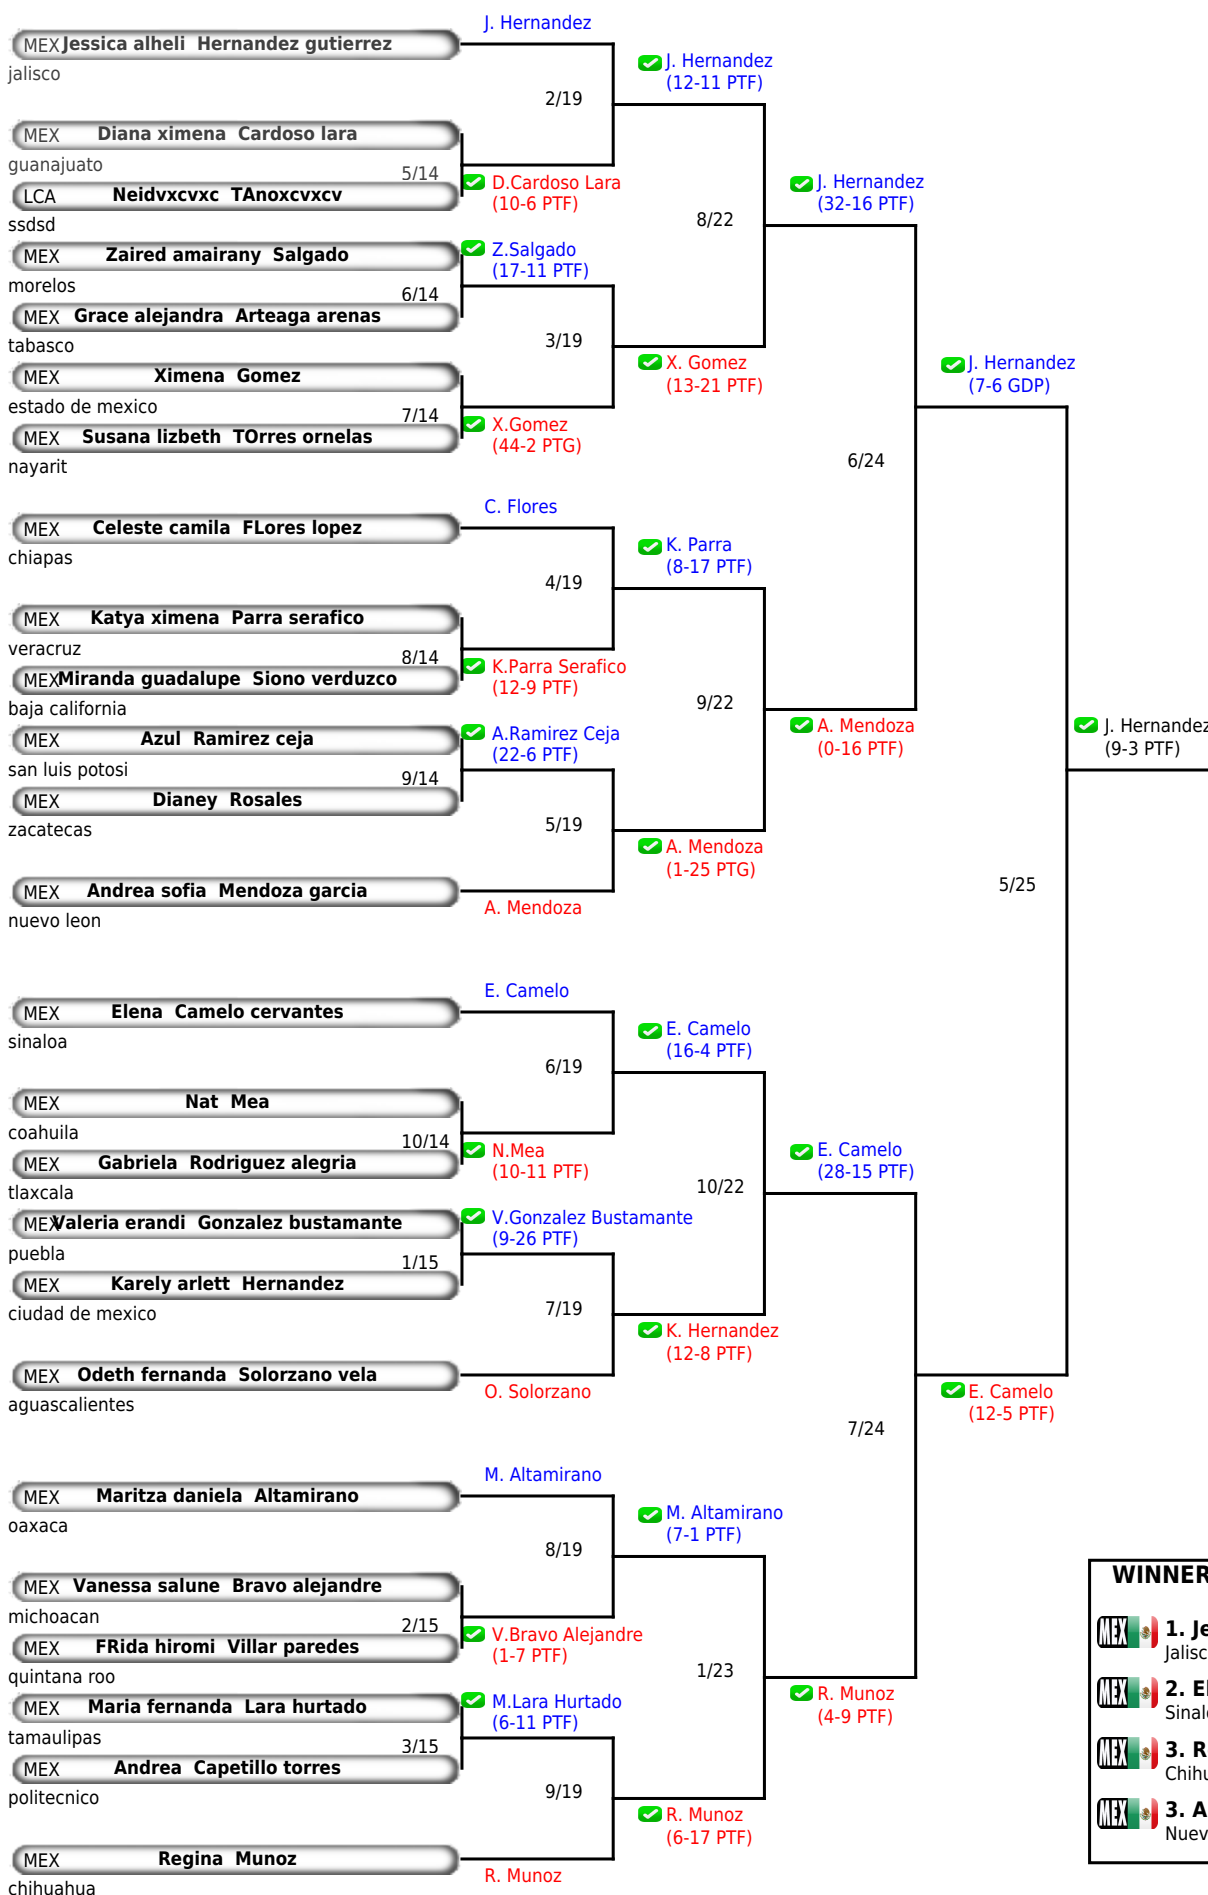 J. Hernandez
MEX Jessica alheli Hernandez gutierrez
jalisco
J. Hernandez
(12-11 PTF)
2/19
MEX Diana ximena Cardoso lara
guanajuato
5/14
LCA Neidvxcvxc TAnoxcvxcv
ssdsd
D.Cardoso Lara
(10-6 PTF)
J. Hernandez
(32-16 PTF)
8/22
MEX Zaired amairany Salgado
morelos
Z.Salgado
(17-11 PTF)
6/14
MEX Grace alejandra Arteaga arenas
tabasco
3/19
MEX Ximena Gomez
estado de mexico
X. Gomez
(13-21 PTF)
J. Hernandez
(7-6 GDP)
7/14
MEX Susana lizbeth TOrres ornelas
nayarit
X.Gomez
(44-2 PTG)
6/24
C. Flores
MEX Celeste camila FLores lopez
chiapas
K. Parra
(8-17 PTF)
4/19
MEX Katya ximena Parra serafico
veracruz
8/14
MEX Miranda guadalupe Siono verduzco
baja california
K.Parra Serafico
(12-9 PTF)
9/22
MEX Azul Ramirez ceja
san luis potosi
A.Ramirez Ceja
(22-6 PTF)
A. Mendoza
(0-16 PTF)
J. Hernandez
(9-3 PTF)
9/14
MEX Dianey Rosales
zacatecas
5/19
A. Mendoza
(1-25 PTG)
MEX Andrea sofia Mendoza garcia
nuevo leon
A. Mendoza
5/25
E. Camelo
MEX Elena Camelo cervantes
sinaloa
E. Camelo
(16-4 PTF)
6/19
MEX Nat Mea
coahuila
10/14
MEX Gabriela Rodriguez alegria
tlaxcala
N.Mea
(10-11 PTF)
E. Camelo
(28-15 PTF)
10/22
MEX Valeria erandi Gonzalez bustamante
puebla
V.Gonzalez Bustamante
(9-26 PTF)
1/15
MEX Karely arlett Hernandez
ciudad de mexico
7/19
K. Hernandez
(12-8 PTF)
MEX Odeth fernanda Solorzano vela
aguascalientes
O. Solorzano
E. Camelo
(12-5 PTF)
7/24
M. Altamirano
MEX Maritza daniela Altamirano
oaxaca
M. Altamirano
(7-1 PTF)
8/19
MEX Vanessa salune Bravo alejandre
michoacan
2/15
MEX FRida hiromi Villar paredes
quintana roo
V.Bravo Alejandre
(1-7 PTF)
1/23
MEX Maria fernanda Lara hurtado
tamaulipas
M.Lara Hurtado
(6-11 PTF)
R. Munoz
(4-9 PTF)
3/15
MEX Andrea Capetillo torres
politecnico
9/19
R. Munoz
(6-17 PTF)
MEX Regina Munoz
chihuahua
R. Munoz
WINNER
MEX 1. Je
Jalisc
MEX 2. El
Sinal
MEX 3. R
Chihu
MEX 3. A
Nuev